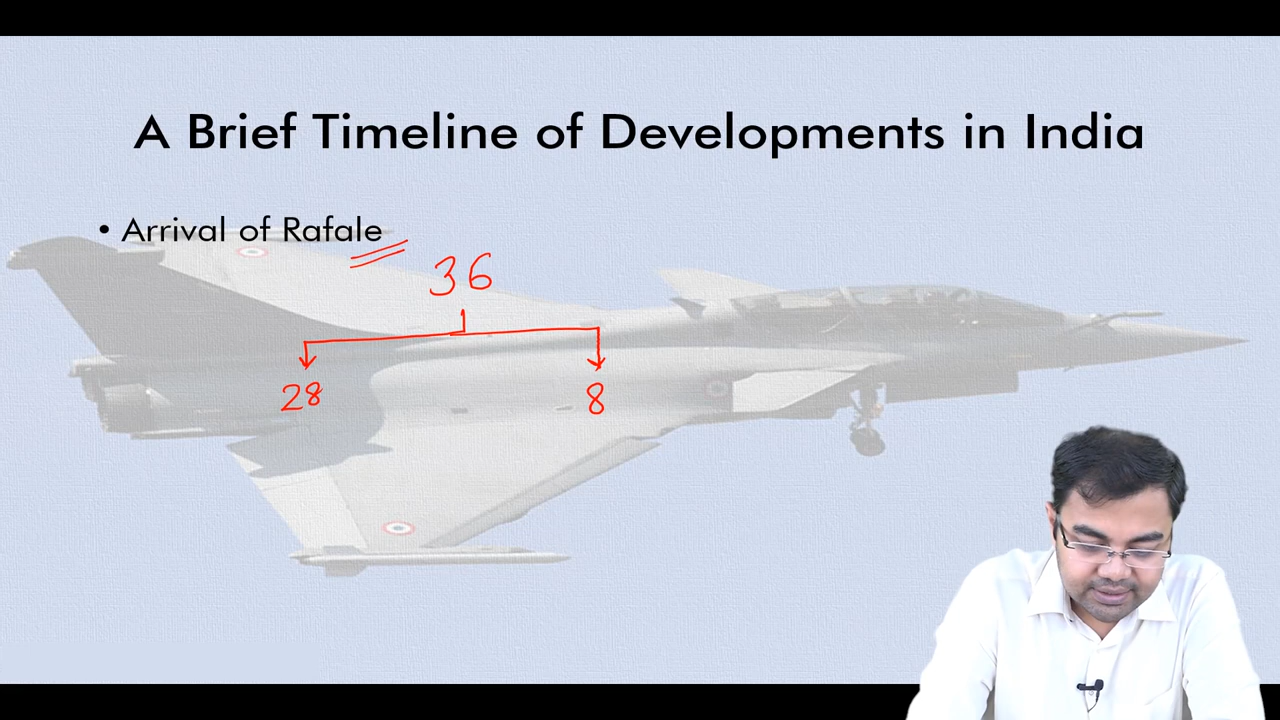 A Brief Timeline of Developments in India
• Arrival of Rafale
36
28 8